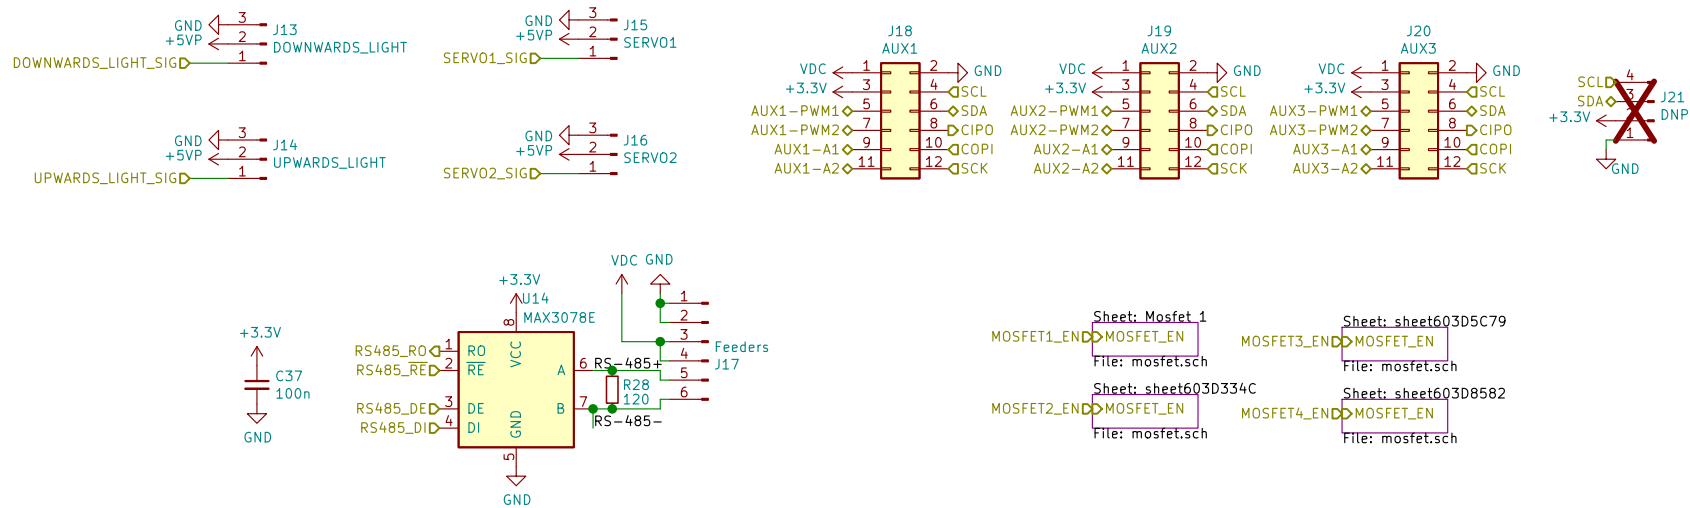 GND 3 J13
+5VP 2 DOWNWARDS_LIGHT
DOWNWARDS_LIGHT_SIG 1
GND 3 J15
+5VP 2 SERVO1
SERVO1_SIG 1
GND 3 J14
+5VP 2 UPWARDS_LIGHT
UPWARDS_LIGHT_SIG 1
GND 3 J16
+5VP 2 SERVO2
SERVO2_SIG 1
J18
AUX1
VDC 1 2 GND
+3.3V 3 4 SCL
AUX1-PWM1 5 6 SDA
AUX1-PWM2 7 8 CIPO
AUX1-A1 9 10 COPI
AUX1-A2 11 12 SCK
J19
AUX2
VDC 1 2 GND
+3.3V 3 4 SCL
AUX2-PWM1 5 6 SDA
AUX2-PWM2 7 8 CIPO
AUX2-A1 9 10 COPI
AUX2-A2 11 12 SCK
J20
AUX3
VDC 1 2 GND
+3.3V 3 4 SCL
AUX3-PWM1 5 6 SDA
AUX3-PWM2 7 8 CIPO
AUX3-A1 9 10 COPI
AUX3-A2 11 12 SCK
SCL 4
SDA 3 J21
+3.3V DNP
1
GND
+3.3V
C37
100n
GND
+3.3V
U14
MAX3078E
8
RS485_RO 1 RO VCC
RS485_RE 2 RE A 6 RS-485+
RS485_DE 3 DE B 7 RS-485-
RS485_DI 4 DI GND
5
GND
R28
120
VDC GND
1
2
3 Feeders
4 J17
5
6
Sheet: Mosfet 1
MOSFET1_EN MOSFET_EN
File: mosfet.sch
Sheet: sheet603D334C
MOSFET2_EN MOSFET_EN
File: mosfet.sch
Sheet: sheet603D5C79
MOSFET3_EN MOSFET_EN
File: mosfet.sch
Sheet: sheet603D8582
MOSFET4_EN MOSFET_EN
File: mosfet.sch